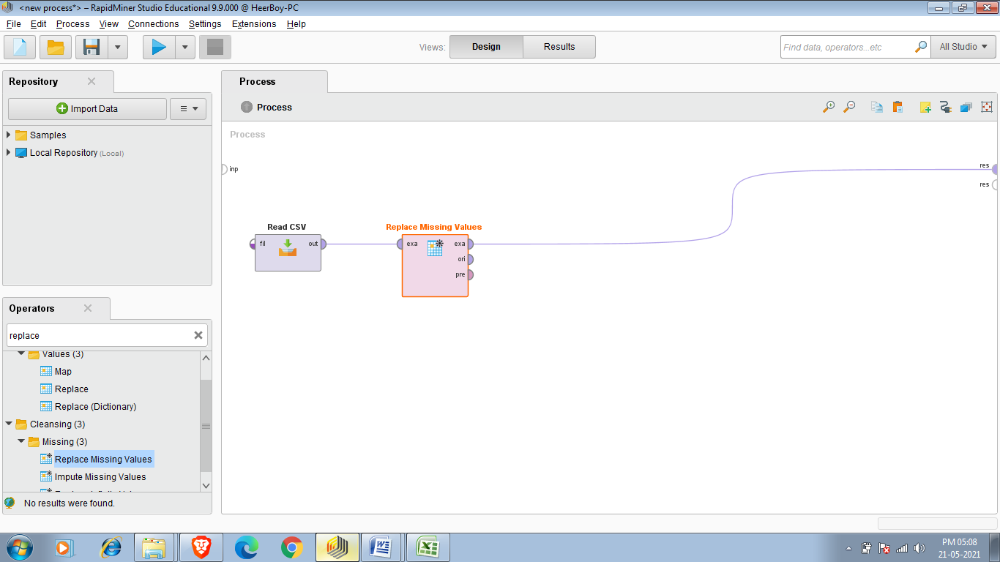 <new process*> – RapidMiner Studio Educational 9.9.000 @ HeerBoy-PC
File Edit Process View Connections Settings Extensions Help
Views: Design Results
Find data, operators...etc
All Studio
Repository
Import Data
Samples
Local Repository (Local)
Process
Process
Process
inp
res
res
Read CSV
fil out
Replace Missing Values
exa exa
ori
pre
Operators
replace
Values (3)
Map
Replace
Replace (Dictionary)
Cleansing (3)
Missing (3)
Replace Missing Values
Impute Missing Values
No results were found.
PM 05:08
21-05-2021